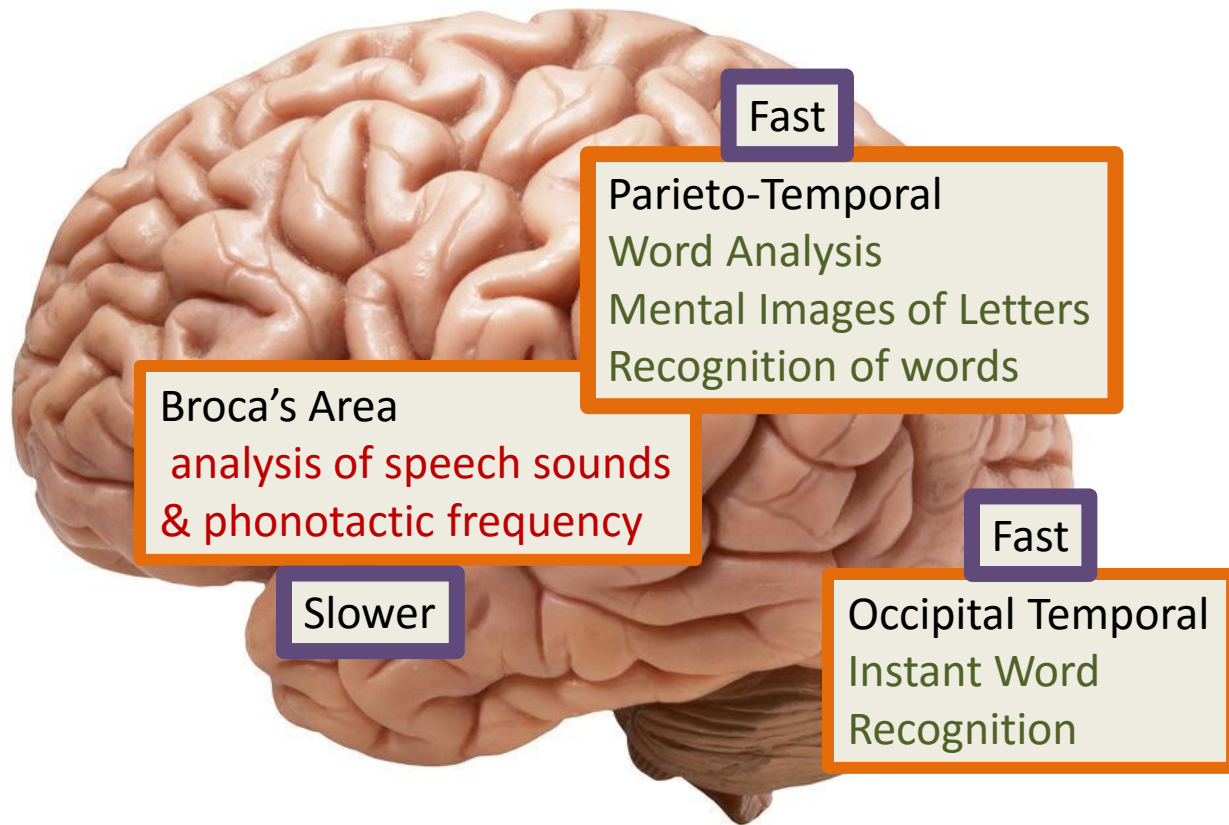 Fast
Parieto-Temporal
Word Analysis
Mental Images of Letters
Recognition of words
Broca’s Area
analysis of speech sounds
& phonotactic frequency
Slower
Fast
Occipital Temporal
Instant Word
Recognition